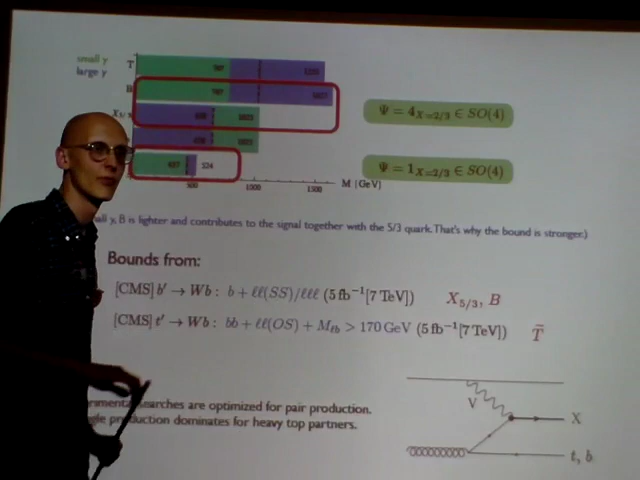 small y
large y
T
B
X5/3
500
1000
1500
M [GeV]
Ψ = 4X=2/3 ∈ SO(4)
Ψ = 1X=2/3 ∈ SO(4)
y, B is lighter and contributes to the signal together with the 5/3 quark. That's why the bound is stronger.)
Bounds from:
[CMS] b′ → Wb : b + ℓℓ(SS)/ℓℓℓ (5 fb⁻¹[7 TeV]) X5/3, B
[CMS] t′ → Wb : bb + ℓℓ(OS) + Mℓb > 170 GeV (5 fb⁻¹[7 TeV]) T̃
searches are optimized for pair production.
production dominates for heavy top partners.
V
X
t, b